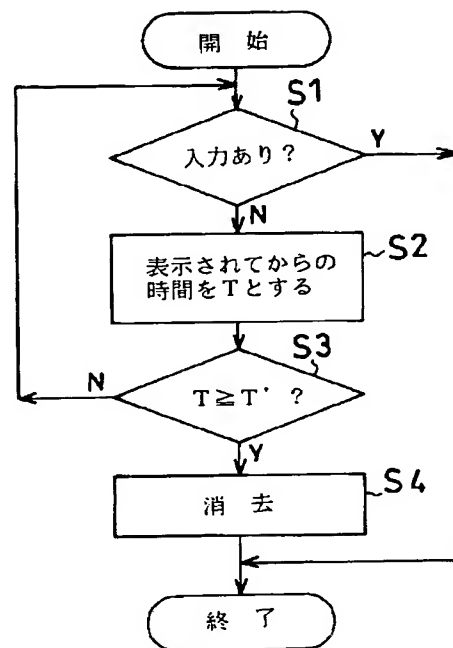 開 始
S1
入力あり?
Y
N
S2
表示されてからの
時間をTとする
S3
N
T≧T' ?
Y
S4
消 去
終 了